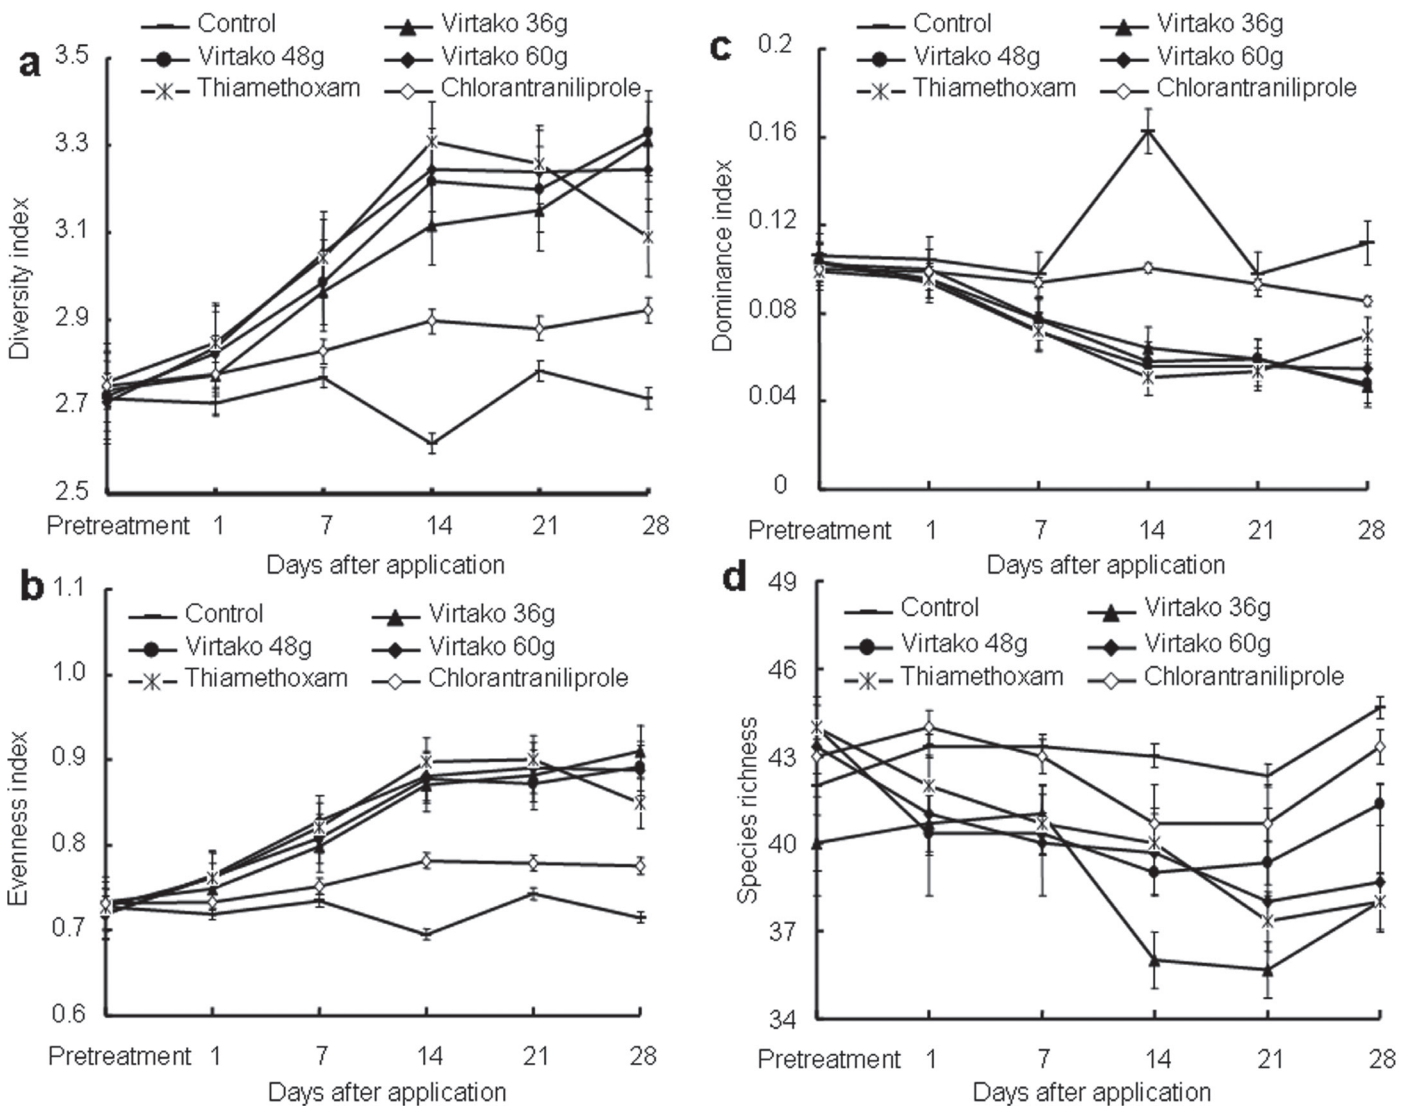 a
Control
Virtako 36g
Virtako 48g
Virtako 60g
Thiamethoxam
Chlorantraniliprole
3.5
3.3
3.1
2.9
2.7
2.5
Diversity index
Pretreatment 1 7 14 21 28
Days after application
c
Control
Virtako 36g
Virtako 48g
Virtako 60g
Thiamethoxam
Chlorantraniliprole
0.2
0.16
0.12
0.08
0.04
0
Dominance index
Pretreatment 1 7 14 21 28
Days after application
b
Control
Virtako 36g
Virtako 48g
Virtako 60g
Thiamethoxam
Chlorantraniliprole
1.1
1.0
0.9
0.8
0.7
0.6
Evenness index
Pretreatment 1 7 14 21 28
Days after application
d
Control
Virtako 36g
Virtako 48g
Virtako 60g
Thiamethoxam
Chlorantraniliprole
49
46
43
40
37
34
Species richness
Pretreatment 1 7 14 21 28
Days after application